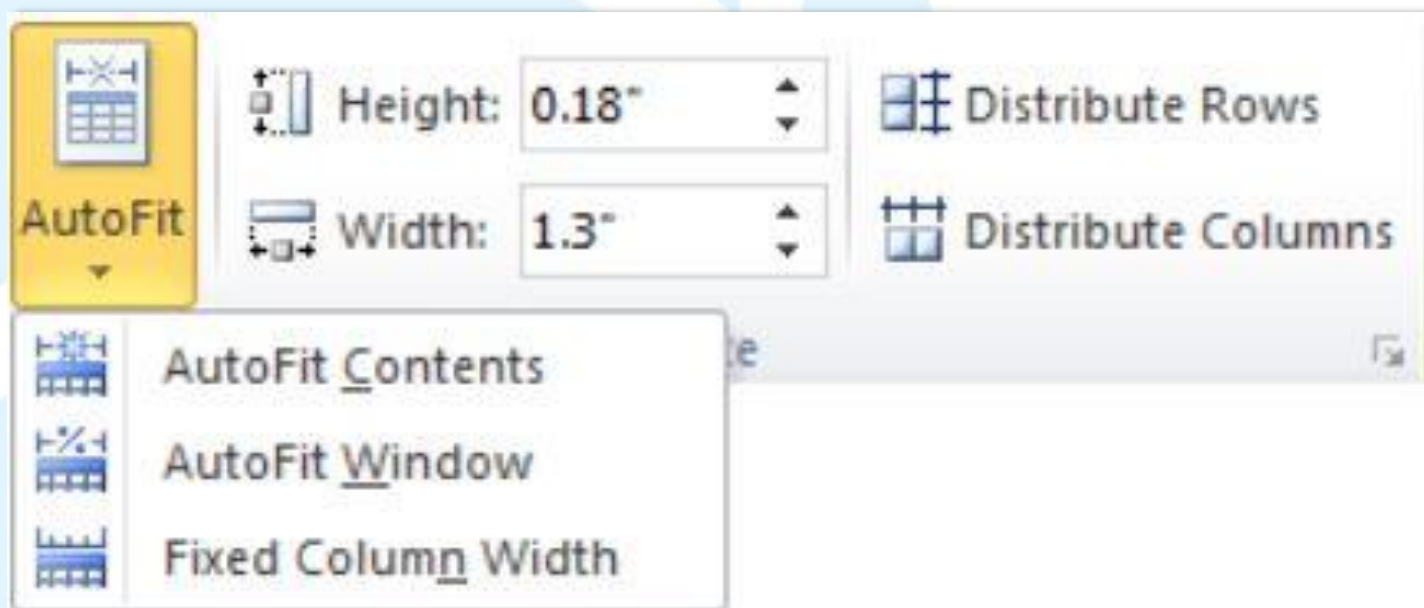 AutoFit
Height: 0.18"
Width: 1.3"
Distribute Rows
Distribute Columns
AutoFit Contents
AutoFit Window
Fixed Column Width